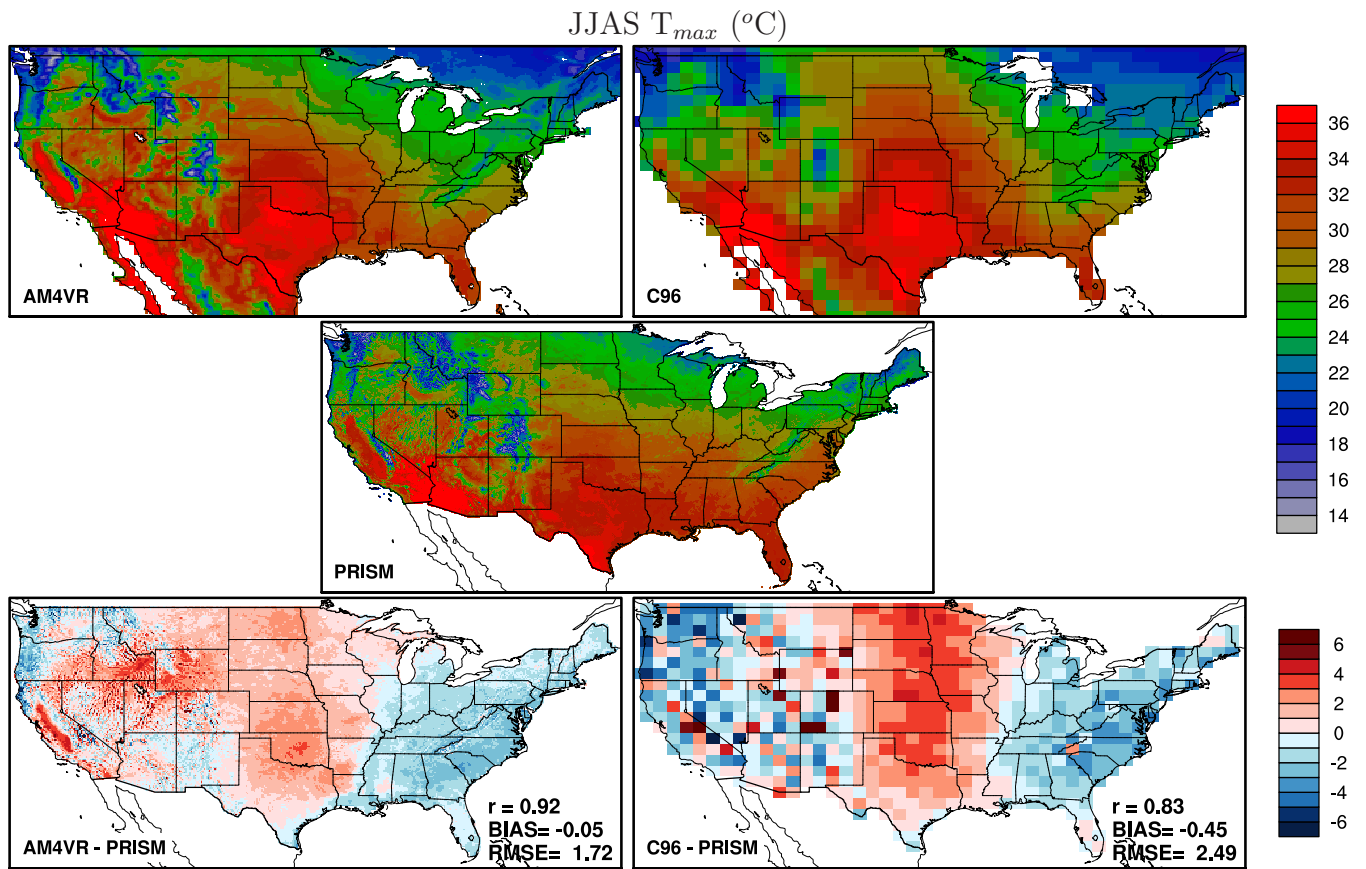 JJAS T_max (°C)
AM4VR
C96
36
34
32
30
28
26
24
22
20
18
16
14
PRISM
r = 0.92
BIAS= -0.05
RMSE= 1.72
AM4VR - PRISM
r = 0.83
BIAS= -0.45
RMSE= 2.49
C96 - PRISM
6
4
2
0
-2
-4
-6